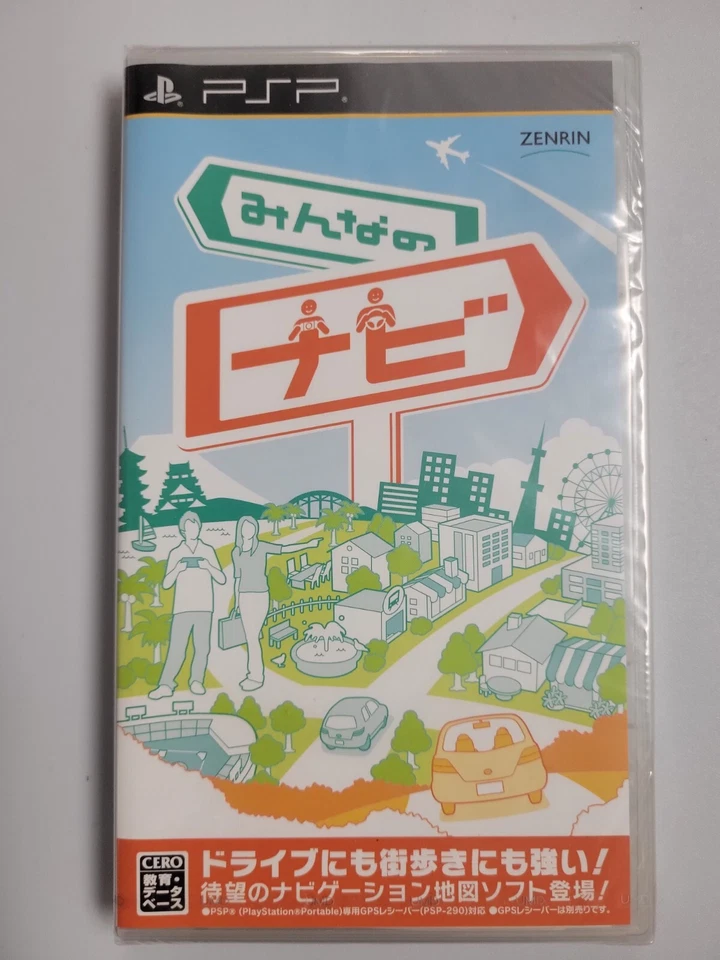 PSP
ZENRIN
みんなの
ナビ
CERO
教育・
データ
ベース
ドライブにも街歩きにも強い!
待望のナビゲーション地図ソフト登場!
●PSP® (PlayStation®Portable)専用GPSレシーバー(PSP-290)対応 ●GPSレシーバーは別売りです。